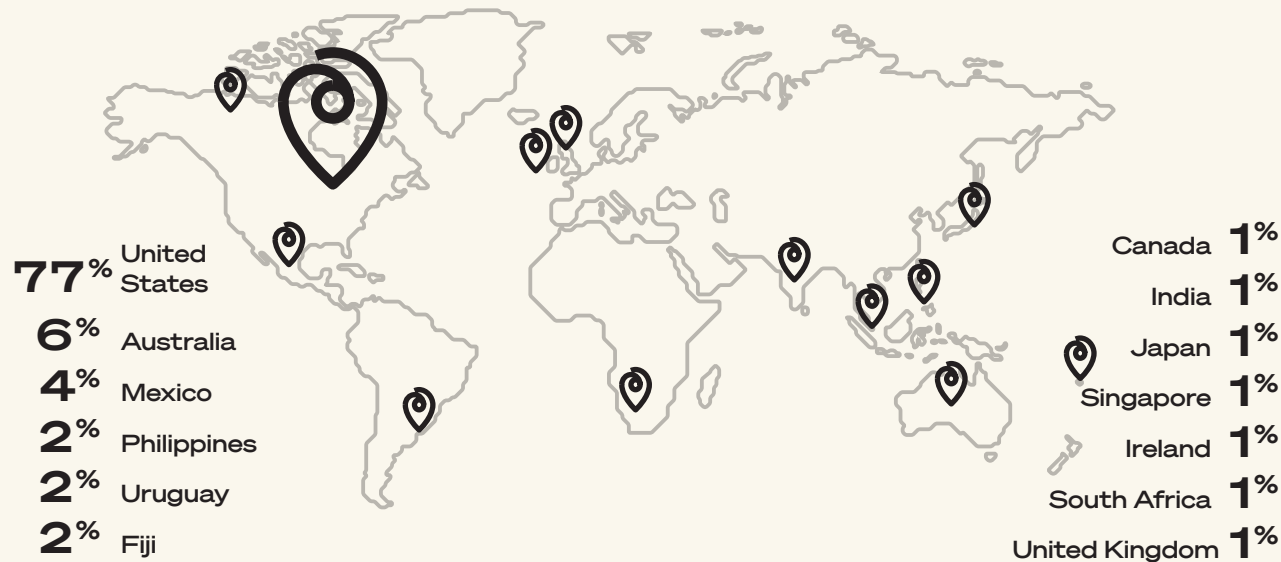 77% United
States
6% Australia
4% Mexico
2% Philippines
2% Uruguay
2% Fiji
Canada 1%
India 1%
Japan 1%
Singapore 1%
Ireland 1%
South Africa 1%
United Kingdom 1%